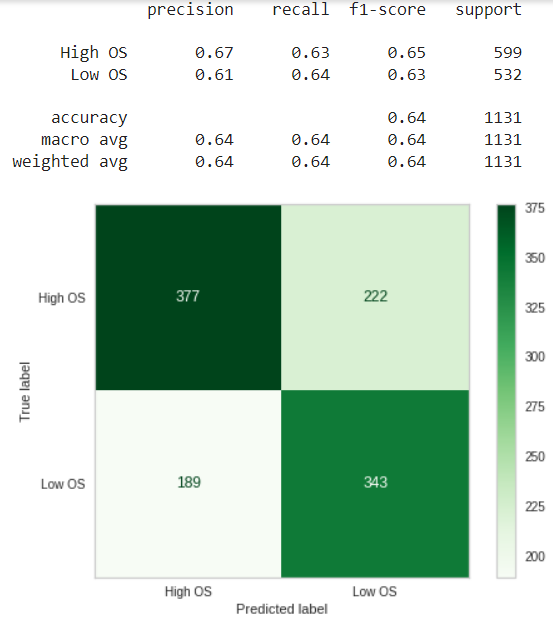 precision recall f1-score support
High OS 0.67 0.63 0.65 599
Low OS 0.61 0.64 0.63 532
accuracy 0.64 1131
macro avg 0.64 0.64 0.64 1131
weighted avg 0.64 0.64 0.64 1131
375
350
325
300
275
250
225
200
True label
High OS
377 222
Low OS
189 343
High OS Low OS
Predicted label